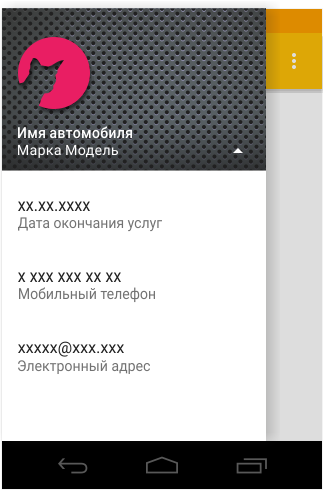 Имя автомобиля
Марка Модель
xx.xx.xxxx
Дата окончания услуг
x xxx xxx xx xx
Мобильный телефон
xxxxx@xxx.xxx
Электронный адрес